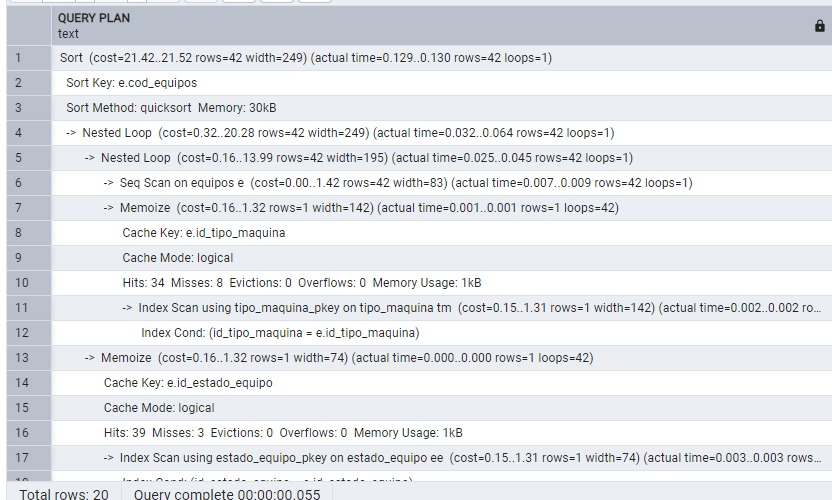 QUERY PLAN
text
1 Sort (cost=21.42..21.52 rows=42 width=249) (actual time=0.129..0.130 rows=42 loops=1)
2 Sort Key: e.cod_equipos
3 Sort Method: quicksort Memory: 30kB
4 -> Nested Loop (cost=0.32..20.28 rows=42 width=249) (actual time=0.032..0.064 rows=42 loops=1)
5 -> Nested Loop (cost=0.16..13.99 rows=42 width=195) (actual time=0.025..0.045 rows=42 loops=1)
6 -> Seq Scan on equipos e (cost=0.00..1.42 rows=42 width=83) (actual time=0.007..0.009 rows=42 loops=1)
7 -> Memoize (cost=0.16..1.32 rows=1 width=142) (actual time=0.001..0.001 rows=1 loops=42)
8 Cache Key: e.id_tipo_maquina
9 Cache Mode: logical
10 Hits: 34 Misses: 8 Evictions: 0 Overflows: 0 Memory Usage: 1kB
11 -> Index Scan using tipo_maquina_pkey on tipo_maquina tm (cost=0.15..1.31 rows=1 width=142) (actual time=0.002..0.002 ro...
12 Index Cond: (id_tipo_maquina = e.id_tipo_maquina)
13 -> Memoize (cost=0.16..1.32 rows=1 width=74) (actual time=0.000..0.000 rows=1 loops=42)
14 Cache Key: e.id_estado_equipo
15 Cache Mode: logical
16 Hits: 39 Misses: 3 Evictions: 0 Overflows: 0 Memory Usage: 1kB
17 -> Index Scan using estado_equipo_pkey on estado_equipo ee (cost=0.15..1.31 rows=1 width=74) (actual time=0.003..0.003 rows...
Total rows: 20 Query complete 00:00:00.055